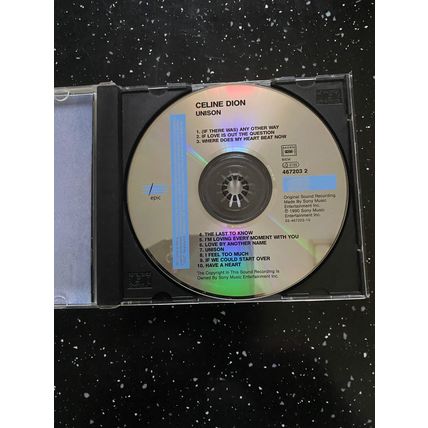 CELINE DION
UNISON
1. (IF THERE WAS) ANY OTHER WAY
2. IF LOVE IS OUT THE QUESTION
3. WHERE DOES MY HEART BEAT NOW
BIEM
467203 2
epic
Original Sound Recording
Made By Sony Music
Entertainment Inc.
℗ 1990 Sony Music
Entertainment Inc.
4. THE LAST TO KNOW
5. I'M LOVING EVERY MOMENT WITH YOU
6. LOVE BY ANOTHER NAME
7. UNISON
8. I FEEL TOO MUCH
9. IF WE COULD START OVER
10. HAVE A HEART
The Copyright In This Sound Recording is
Owned By Sony Music Entertainment Inc.